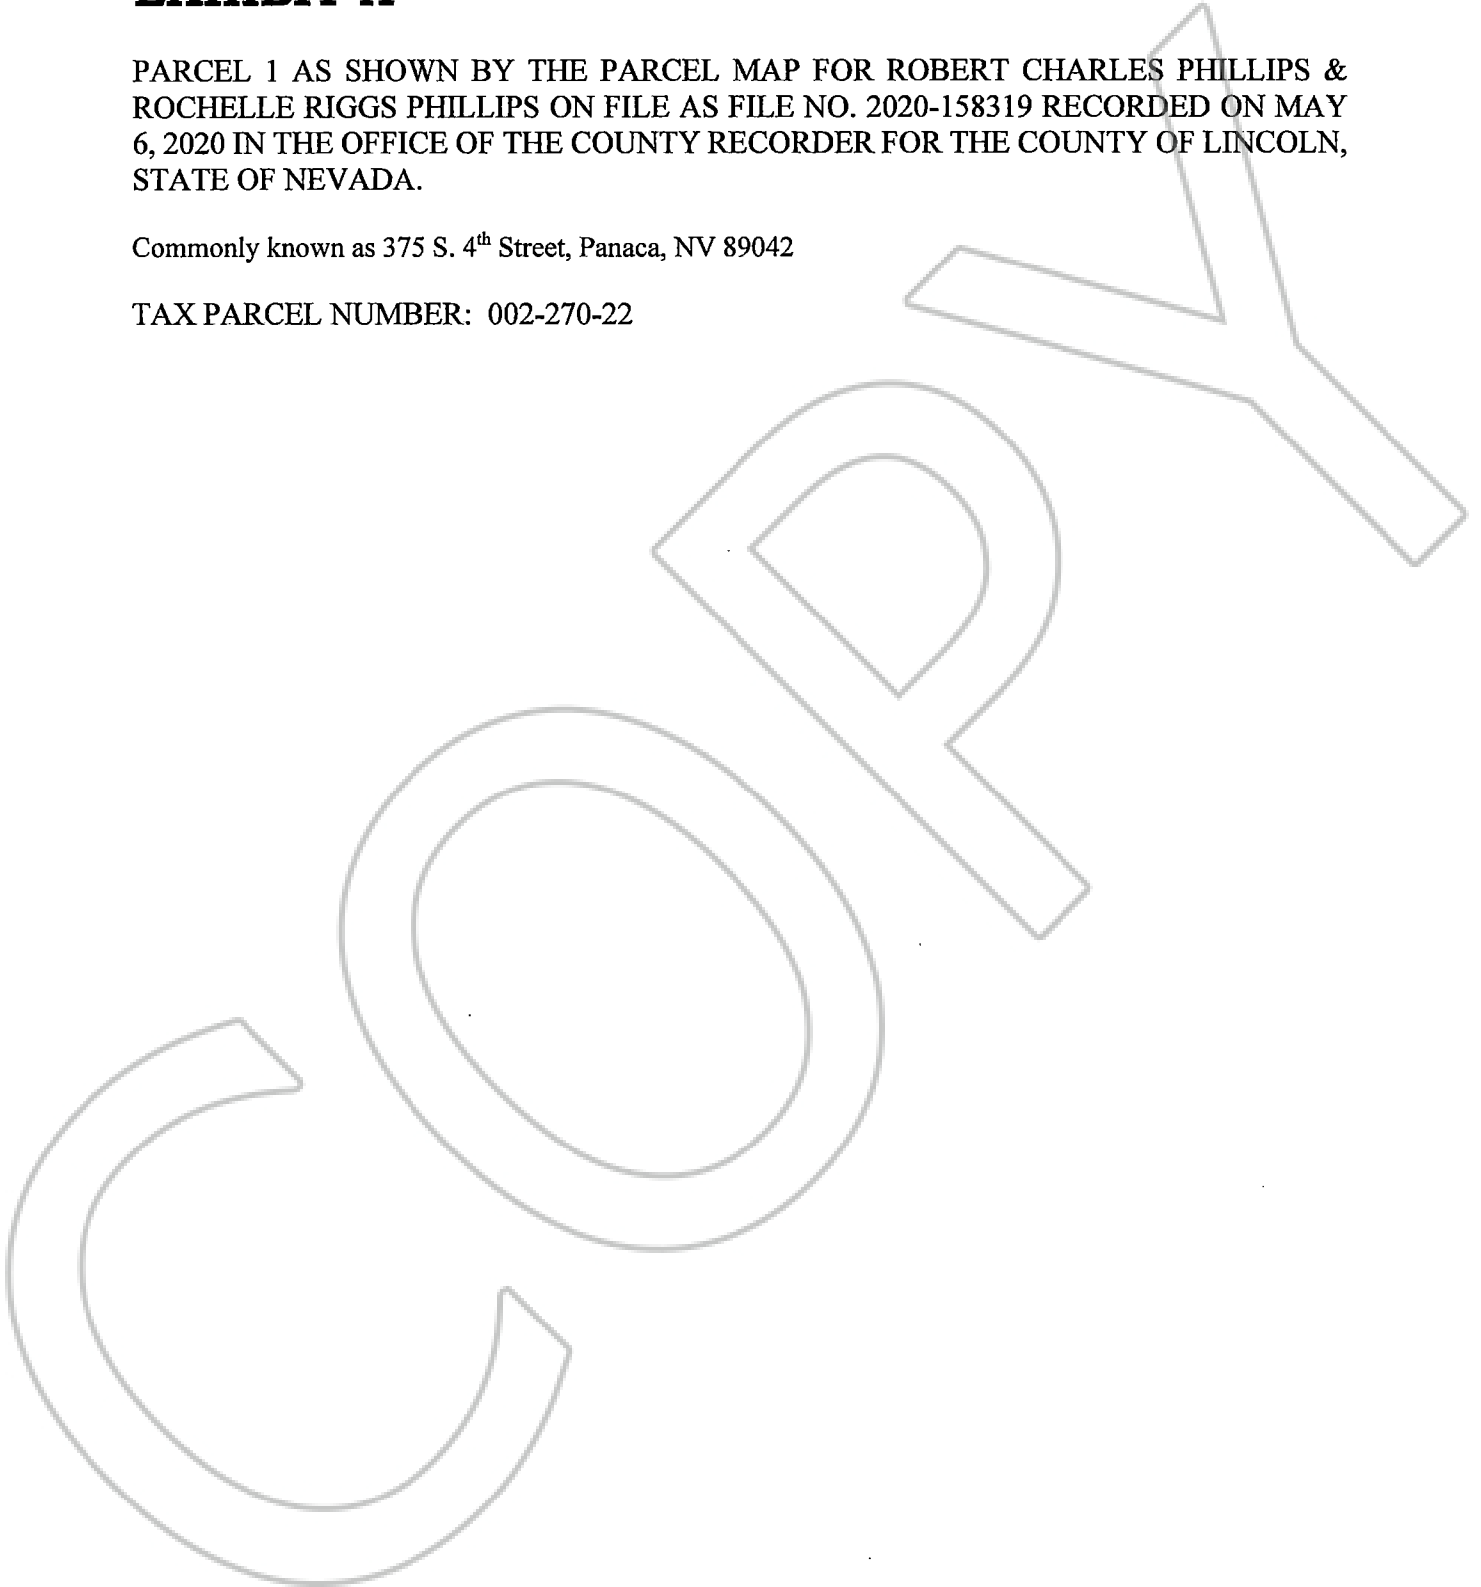 PARCEL 1 AS SHOWN BY THE PARCEL MAP FOR ROBERT CHARLES PHILLIPS &
ROCHELLE RIGGS PHILLIPS ON FILE AS FILE NO. 2020-158319 RECORDED ON MAY
6, 2020 IN THE OFFICE OF THE COUNTY RECORDER FOR THE COUNTY OF LINCOLN,
STATE OF NEVADA.
Commonly known as 375 S. 4th Street, Panaca, NV 89042
TAX PARCEL NUMBER: 002-270-22
COPY